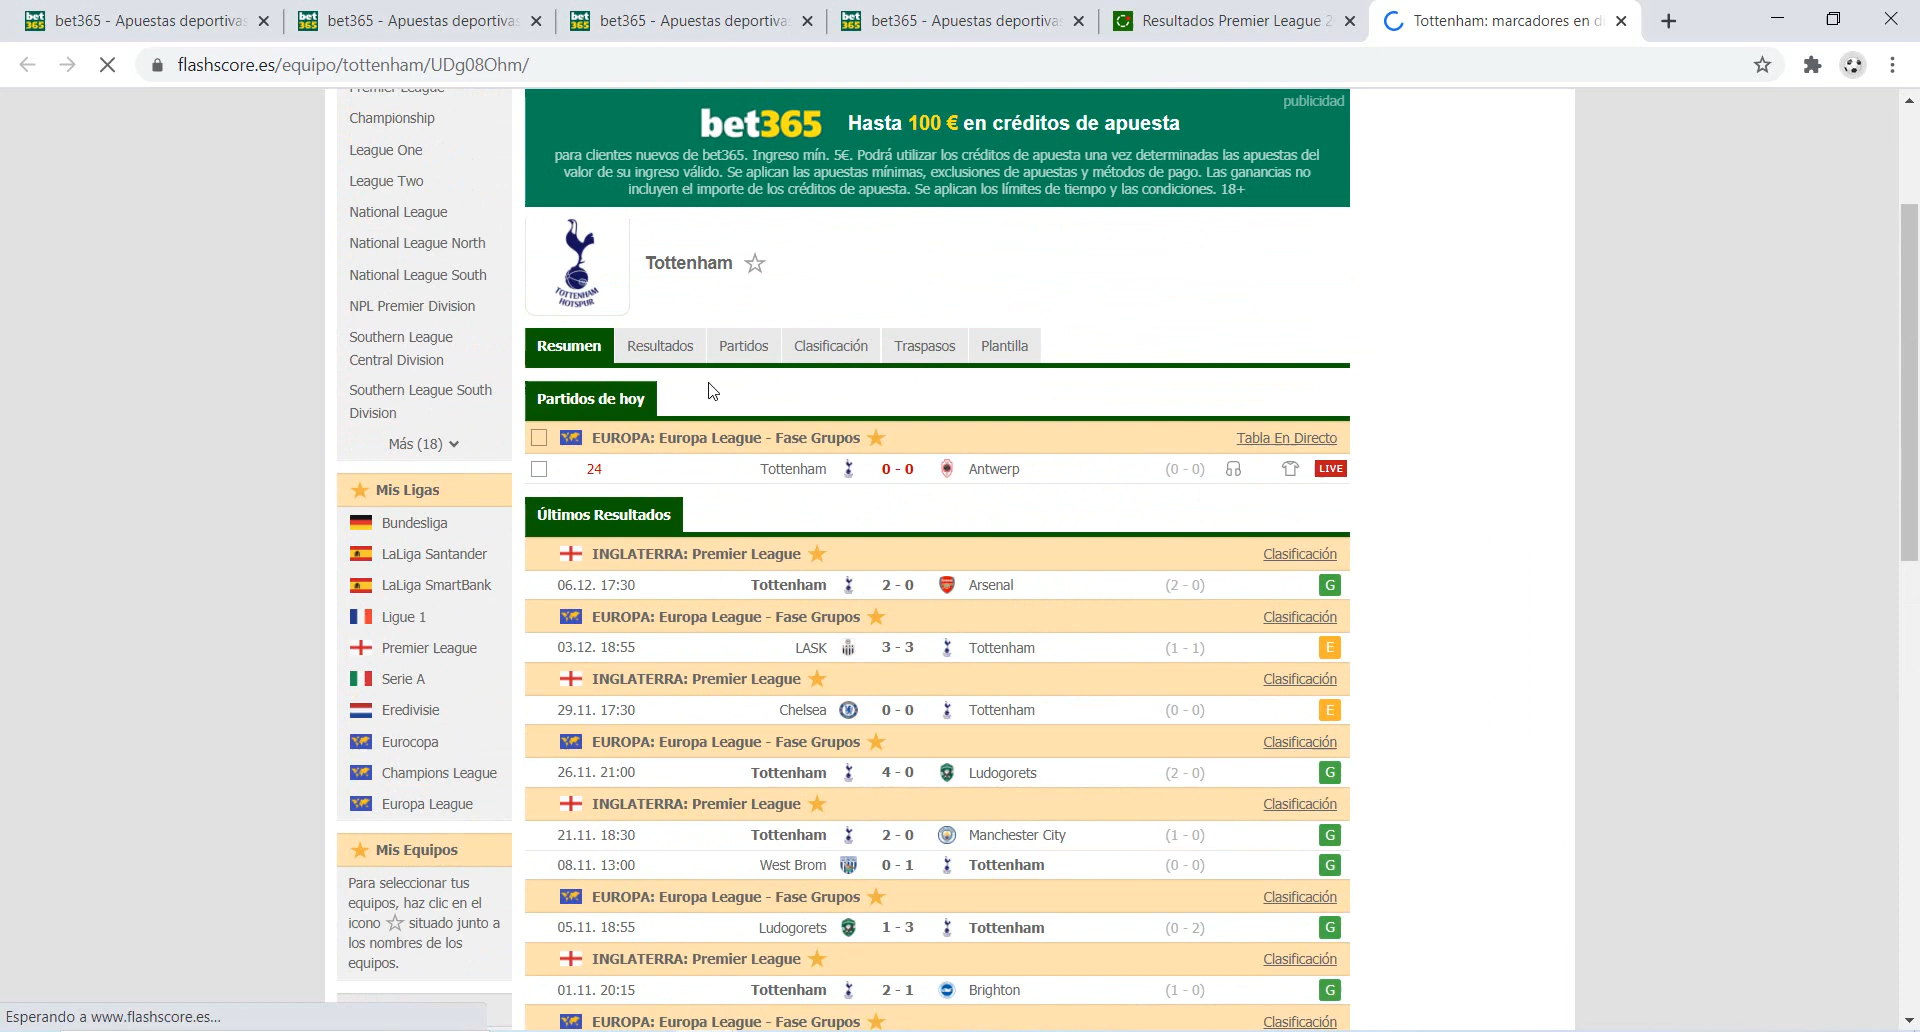 bet365 - Apuestas deportivas
bet365 - Apuestas deportivas
bet365 - Apuestas deportiva
bet365 - Apuestas deportiva
Resultados Premier League 2
Tottenham: marcadores en di
flashscore.es/equipo/tottenham/UDg08Ohm/
Premier League
Championship
League One
League Two
National League
National League North
National League South
NPL Premier Division
Southern League
Central Division
Southern League South
Division
Más (18)
Mis Ligas
Bundesliga
LaLiga Santander
LaLiga SmartBank
Ligue 1
Premier League
Serie A
Eredivisie
Eurocopa
Champions League
Europa League
Mis Equipos
Para seleccionar tus
equipos, haz clic en el
icono situado junto a
los nombres de los
equipos.
publicidad
bet365 Hasta 100 € en créditos de apuesta
para clientes nuevos de bet365. Ingreso mín. 5€. Podrá utilizar los créditos de apuesta una vez determinadas las apuestas del
valor de su ingreso válido. Se aplican las apuestas mínimas, exclusiones de apuestas y métodos de pago. Las ganancias no
incluyen el importe de los créditos de apuesta. Se aplican los límites de tiempo y las condiciones. 18+
TOTTENHAM
HOTSPUR
Tottenham
Resumen Resultados Partidos Clasificación Traspasos Plantilla
Partidos de hoy
EUROPA: Europa League - Fase Grupos Tabla En Directo
24 Tottenham 0 - 0 Antwerp (0 - 0) LIVE
Últimos Resultados
INGLATERRA: Premier League Clasificación
06.12. 17:30 Tottenham 2 - 0 Arsenal (2 - 0) G
EUROPA: Europa League - Fase Grupos Clasificación
03.12. 18:55 LASK 3 - 3 Tottenham (1 - 1) E
INGLATERRA: Premier League Clasificación
29.11. 17:30 Chelsea 0 - 0 Tottenham (0 - 0) E
EUROPA: Europa League - Fase Grupos Clasificación
26.11. 21:00 Tottenham 4 - 0 Ludogorets (2 - 0) G
INGLATERRA: Premier League Clasificación
21.11. 18:30 Tottenham 2 - 0 Manchester City (1 - 0) G
08.11. 13:00 West Brom 0 - 1 Tottenham (0 - 0) G
EUROPA: Europa League - Fase Grupos Clasificación
05.11. 18:55 Ludogorets 1 - 3 Tottenham (0 - 2) G
INGLATERRA: Premier League Clasificación
01.11. 20:15 Tottenham 2 - 1 Brighton (1 - 0) G
EUROPA: Europa League - Fase Grupos Clasificación
Esperando a www.flashscore.es...